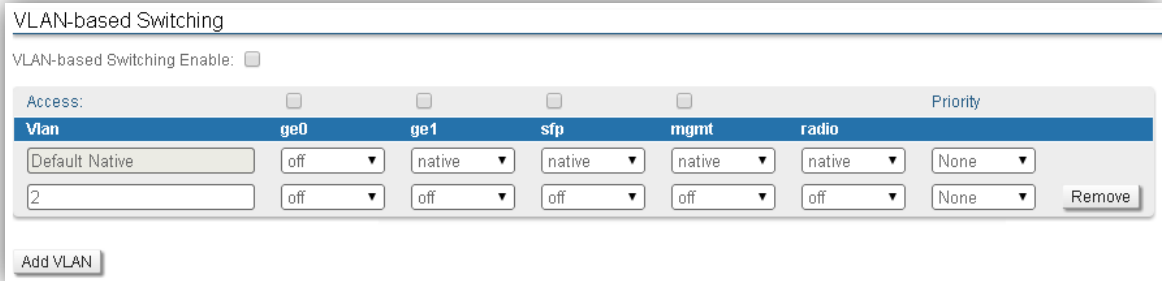 VLAN-based Switching
VLAN-based Switching Enable:
Access: Priority
Vlan ge0 ge1 sfp mgmt radio
Default Native off native native native native None
2 off off off off off None Remove
Add VLAN